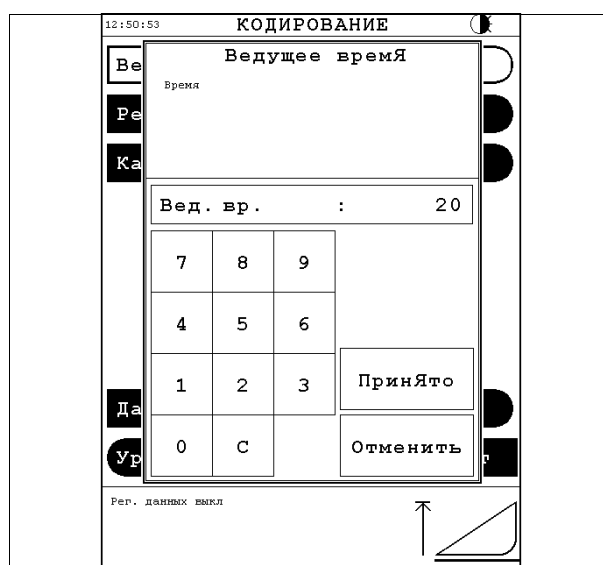 12:50:53 КОДИРОВАНИЕ
Ведущее времЯ
Время
Ве
Ре
Ка
Вед. вр. : 20
7 8 9
4 5 6
1 2 3
ПринЯто
0 C
Отменить
Да
Ур
Рег. данных выкл